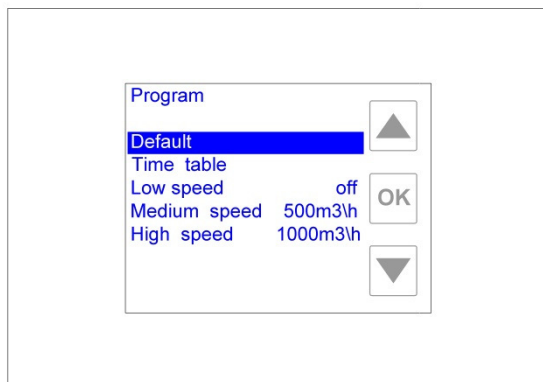 Program
Default
Time table
Low speed off
Medium speed 500m3\h
High speed 1000m3\h
OK